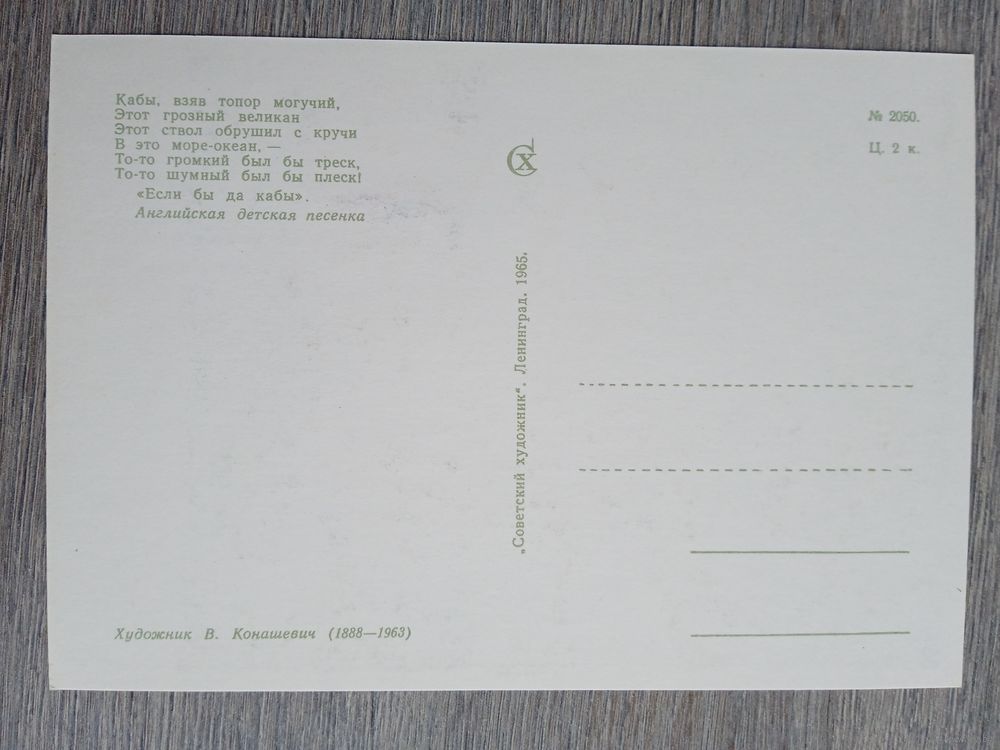 Кабы, взяв топор могучий,
Этот грозный великан
Этот ствол обрушил с кручи
В это море-океан, —
То-то громкий был бы треск,
То-то шумный был бы плеск!
«Если бы да кабы».
Английская детская песенка
Художник В. Конашевич (1888—1963)
СХ
„Советский художник“. Ленинград. 1965.
№ 2050.
Ц. 2 к.